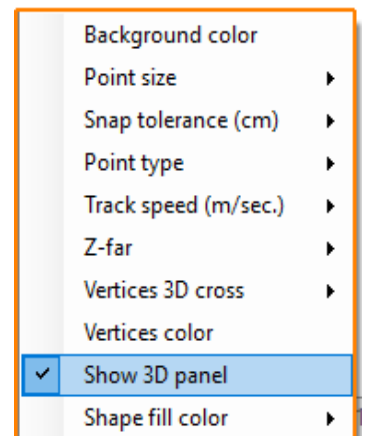 Background color
Point size
Snap tolerance (cm)
Point type
Track speed (m/sec.)
Z-far
Vertices 3D cross
Vertices color
Show 3D panel
Shape fill color